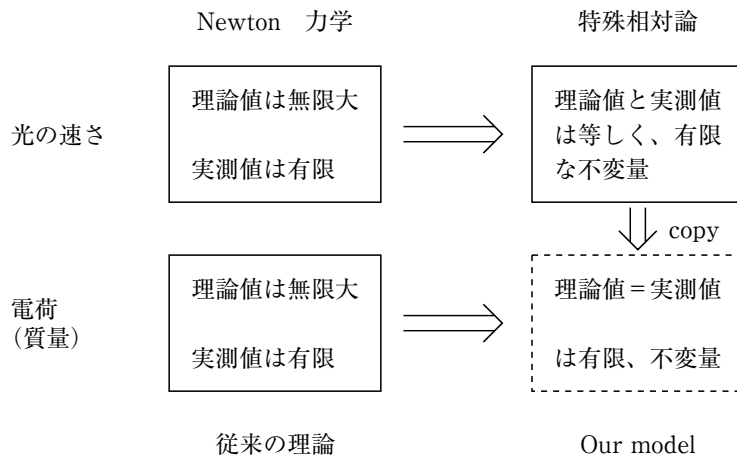 Newton 力学
特殊相対論
光の速さ
理論値は無限大
実測値は有限
理論値と実測値
は等しく、有限
な不変量
copy
電荷
（質量）
理論値は無限大
実測値は有限
理論値＝実測値
は有限、不変量
従来の理論
Our model